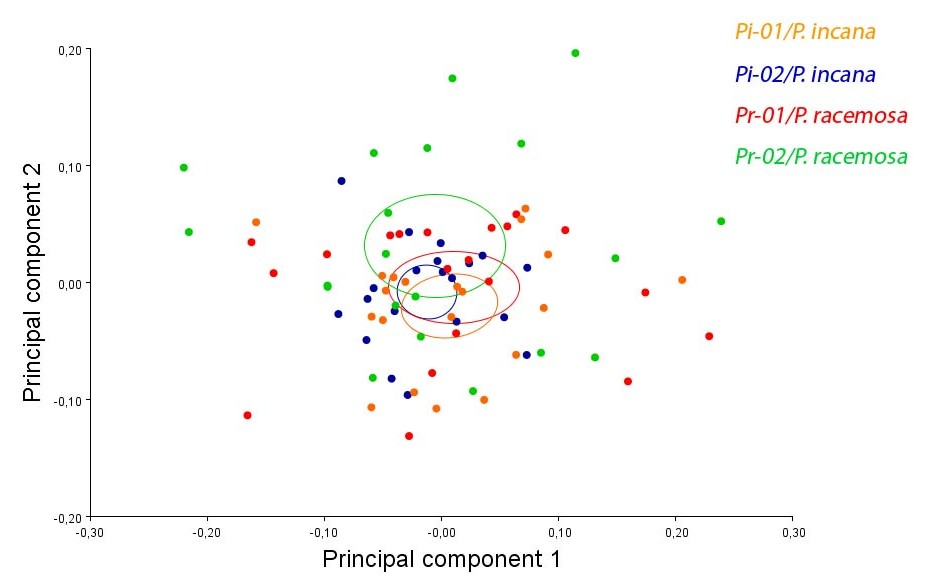 Pi-01/P. incana
Pi-02/P. incana
Pr-01/P. racemosa
Pr-02/P. racemosa
0,20
0,10
0,00
-0,10
-0,20
Principal component 2
-0,30
-0,20
-0,10
-0,00
0,10
0,20
0,30
Principal component 1